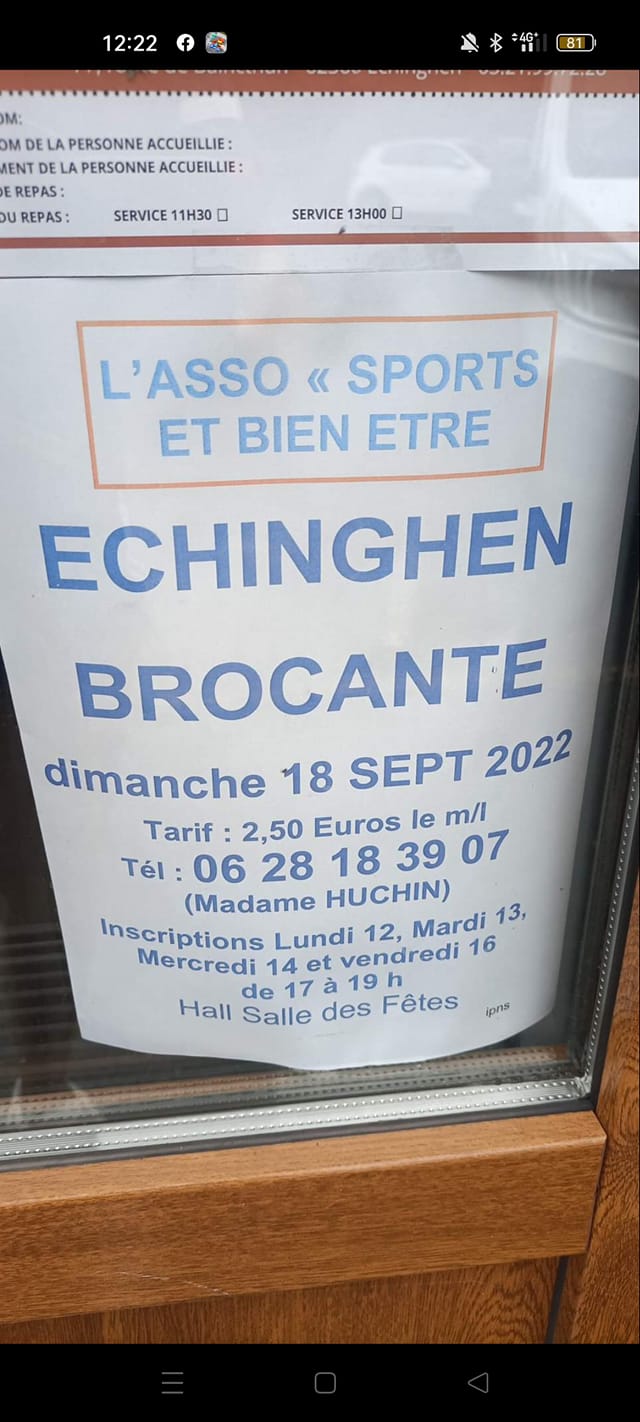 12:22
4G+
81
OM:
OM DE LA PERSONNE ACCUEILLIE :
MENT DE LA PERSONNE ACCUEILLIE :
DE REPAS :
DU REPAS : SERVICE 11H30 ☐ SERVICE 13H00 ☐
L'ASSO « SPORTS
ET BIEN ETRE
ECHINGHEN
BROCANTE
dimanche 18 SEPT 2022
Tarif : 2,50 Euros le m/l
Tél : 06 28 18 39 07
(Madame HUCHIN)
Inscriptions Lundi 12, Mardi 13,
Mercredi 14 et vendredi 16
de 17 à 19 h
Hall Salle des Fêtes ipns